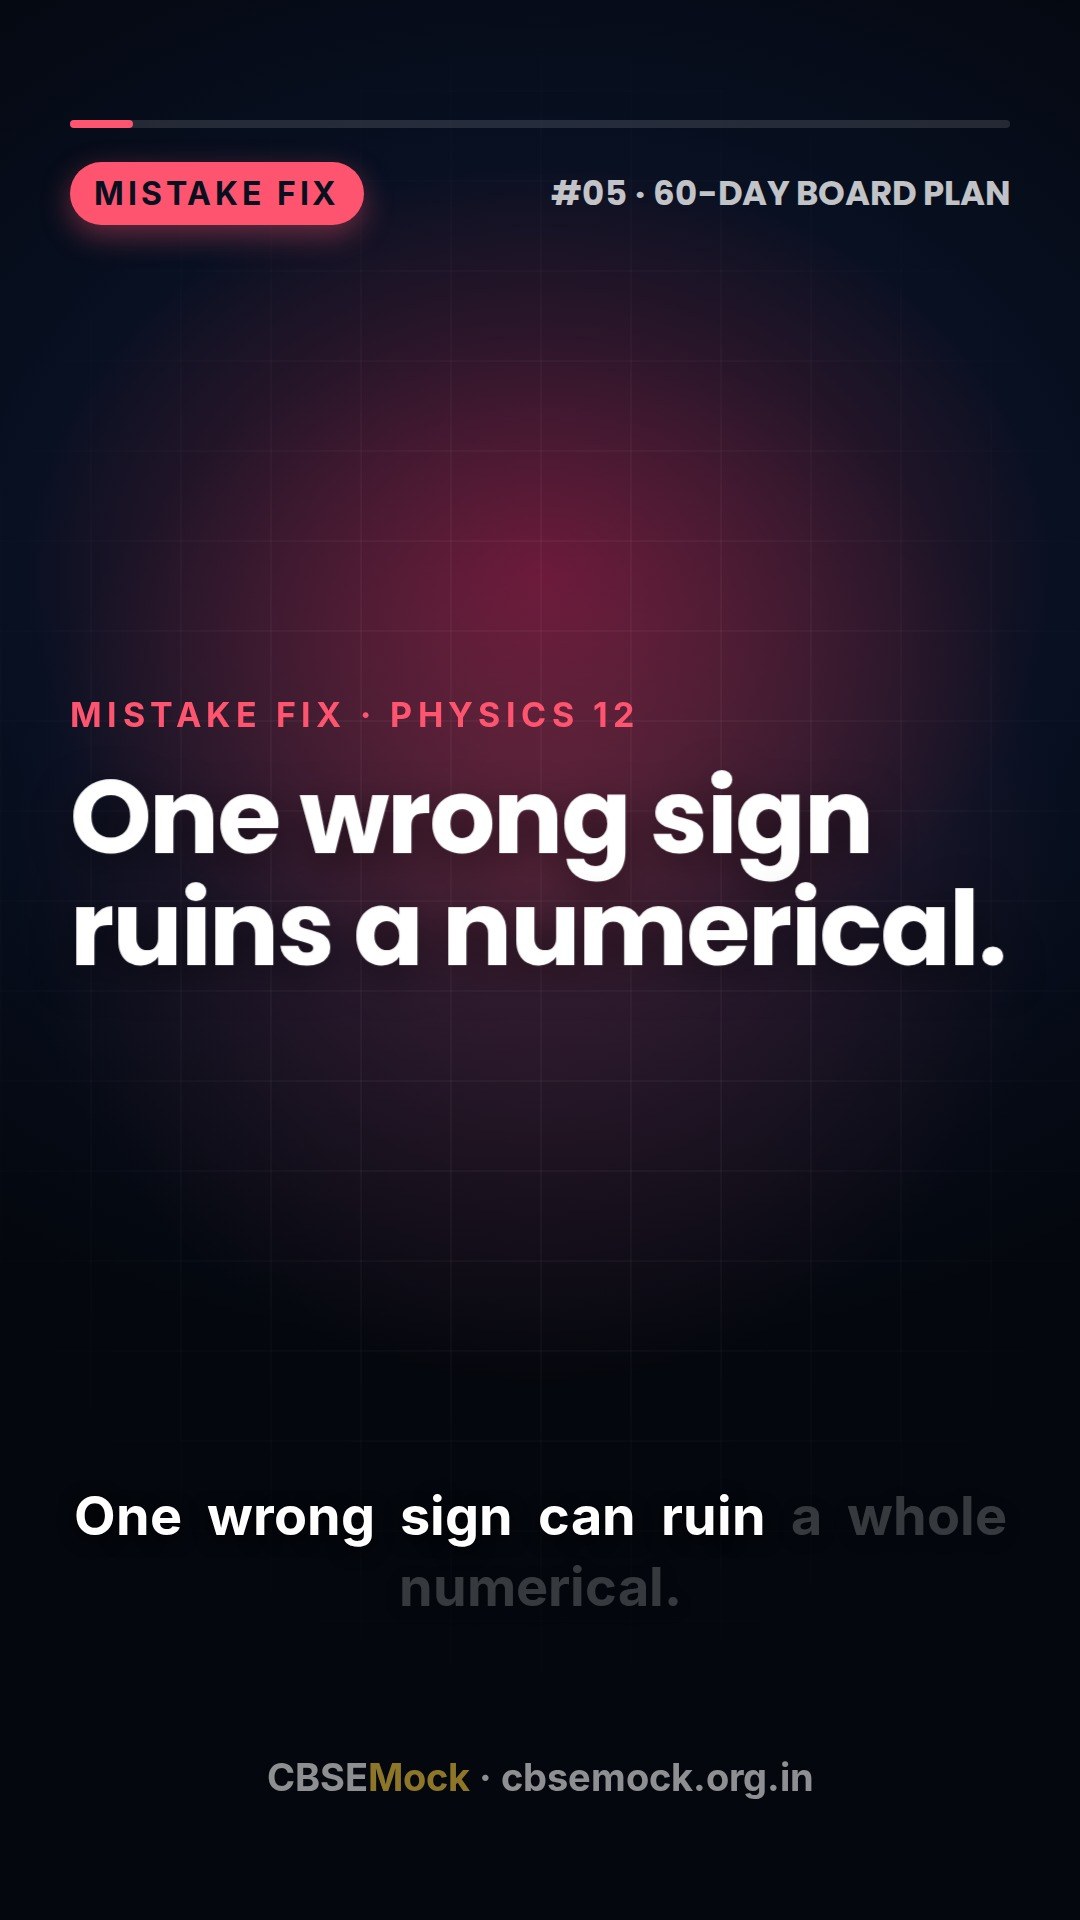 MISTAKE FIX
#05 · 60-DAY BOARD PLAN
MISTAKE FIX · PHYSICS 12
One wrong sign
ruins a numerical.
One wrong sign can ruin a whole
numerical.
CBSEMock · cbsemock.org.in